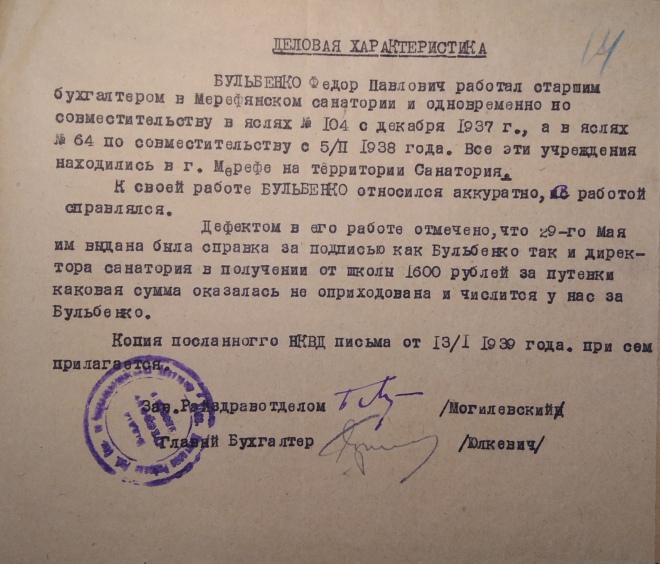 14
ДЕЛОВАЯ ХАРАКТЕРИСТИКА
БУЛЬБЕНКО Федор Павлович работал старшим
бухгалтером в Мерефянском санатории и одновременно по
совместительству в яслях № 104 с декабря 1937 г., а в яслях
№ 64 по совместительству с 5/II 1938 года. Все эти учреждения
находились в г. Мерефе на территории Санатория.
К своей работе БУЛЬБЕНКО относился аккуратно, с работой
справлялся.
Дефектом в его работе отмечено, что 29-го Мая
им выдана была справка за подписью как Бульбенко так и дирек-
тора санатория в получении от школы 1600 рублей за путевки
каковая сумма оказалась не оприходована и числится у нас за
Бульбенко.
Копия посланного НКВД письма от 13/I 1939 года. при сем
прилагается.
Зав. Райздравотделом /Могилевский/
Главный Бухгалтер /Юлкевич/